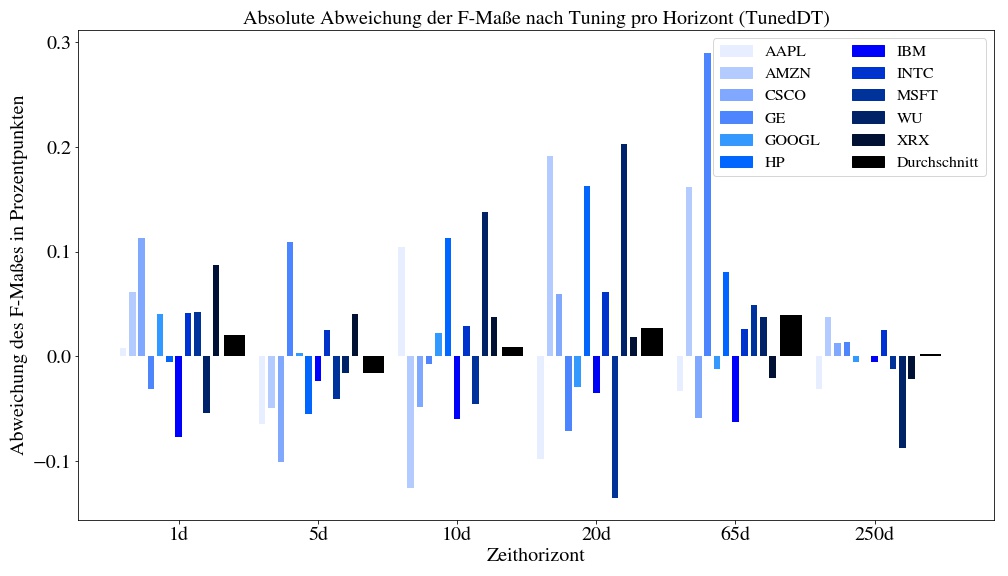 Absolute Abweichung der F-Maße nach Tuning pro Horizont (TunedDT)
Abweichung des F-Maßes in Prozentpunkten
0.3
0.2
0.1
0.0
−0.1
AAPL
AMZN
CSCO
GE
GOOGL
HP
IBM
INTC
MSFT
WU
XRX
Durchschnitt
1d
5d
10d
20d
65d
250d
Zeithorizont